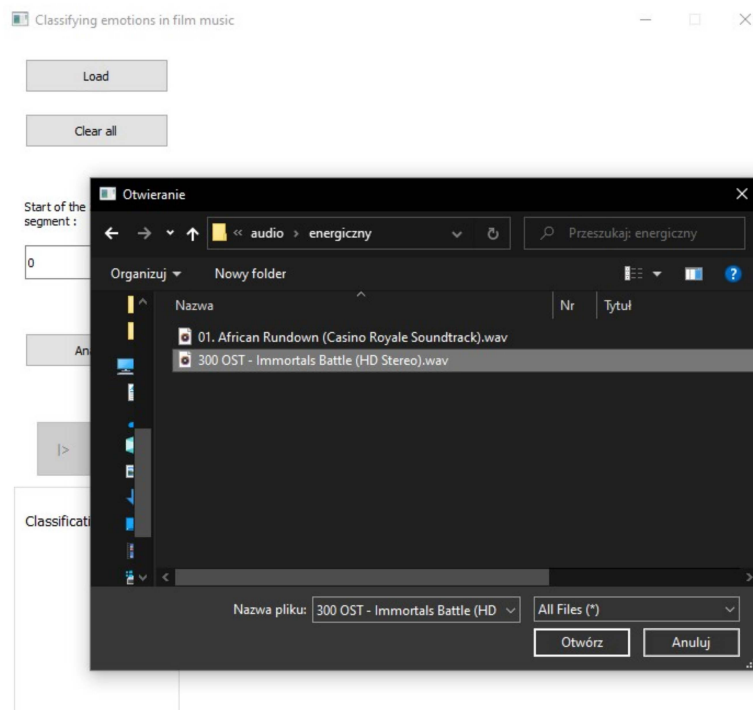 Classifying emotions in film music
Load
Clear all
Start of the
segment :
0
An
|>
Classificati
Otwieranie
« audio › energiczny
Przeszukaj: energiczny
Organizuj
Nowy folder
Nazwa
Nr
Tytuł
01. African Rundown (Casino Royale Soundtrack).wav
300 OST - Immortals Battle (HD Stereo).wav
Nazwa pliku:
300 OST - Immortals Battle (HD
All Files (*)
Otwórz
Anuluj